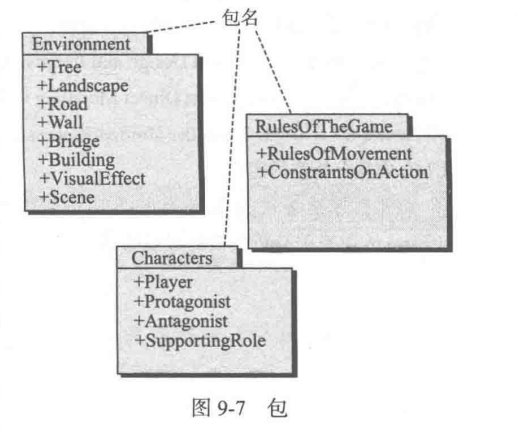 包名
Environment
+Tree
+Landscape
+Road
+Wall
+Bridge
+Building
+VisualEffect
+Scene
RulesOfTheGame
+RulesOfMovement
+ConstraintsOnAction
Characters
+Player
+Protagonist
+Antagonist
+SupportingRole
图 9-7 包